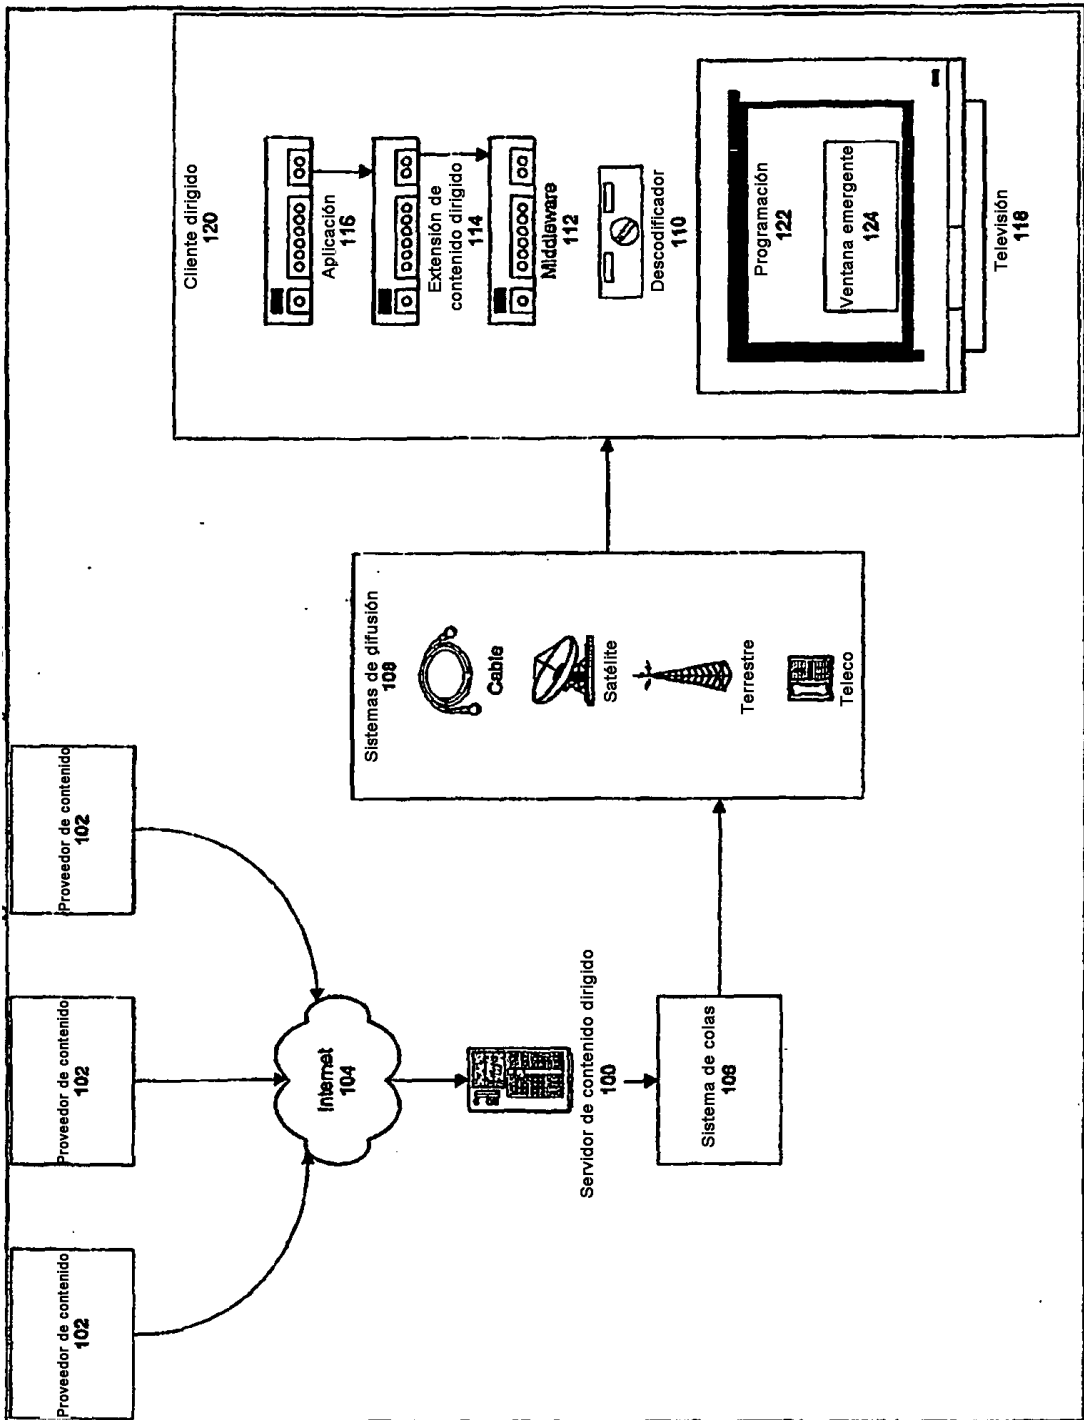 Proveedor de contenido
102
Proveedor de contenido
102
Proveedor de contenido
102
Internet
104
Servidor de contenido dirigido
100
Sistema de colas
106
Sistemas de difusión
108
Cable
Satélite
Terrestre
Teleco
Cliente dirigido
120
Aplicación
116
Extensión de
contenido dirigido
114
Middleware
112
Descodificador
110
Programación
122
Ventana emergente
124
Televisión
118